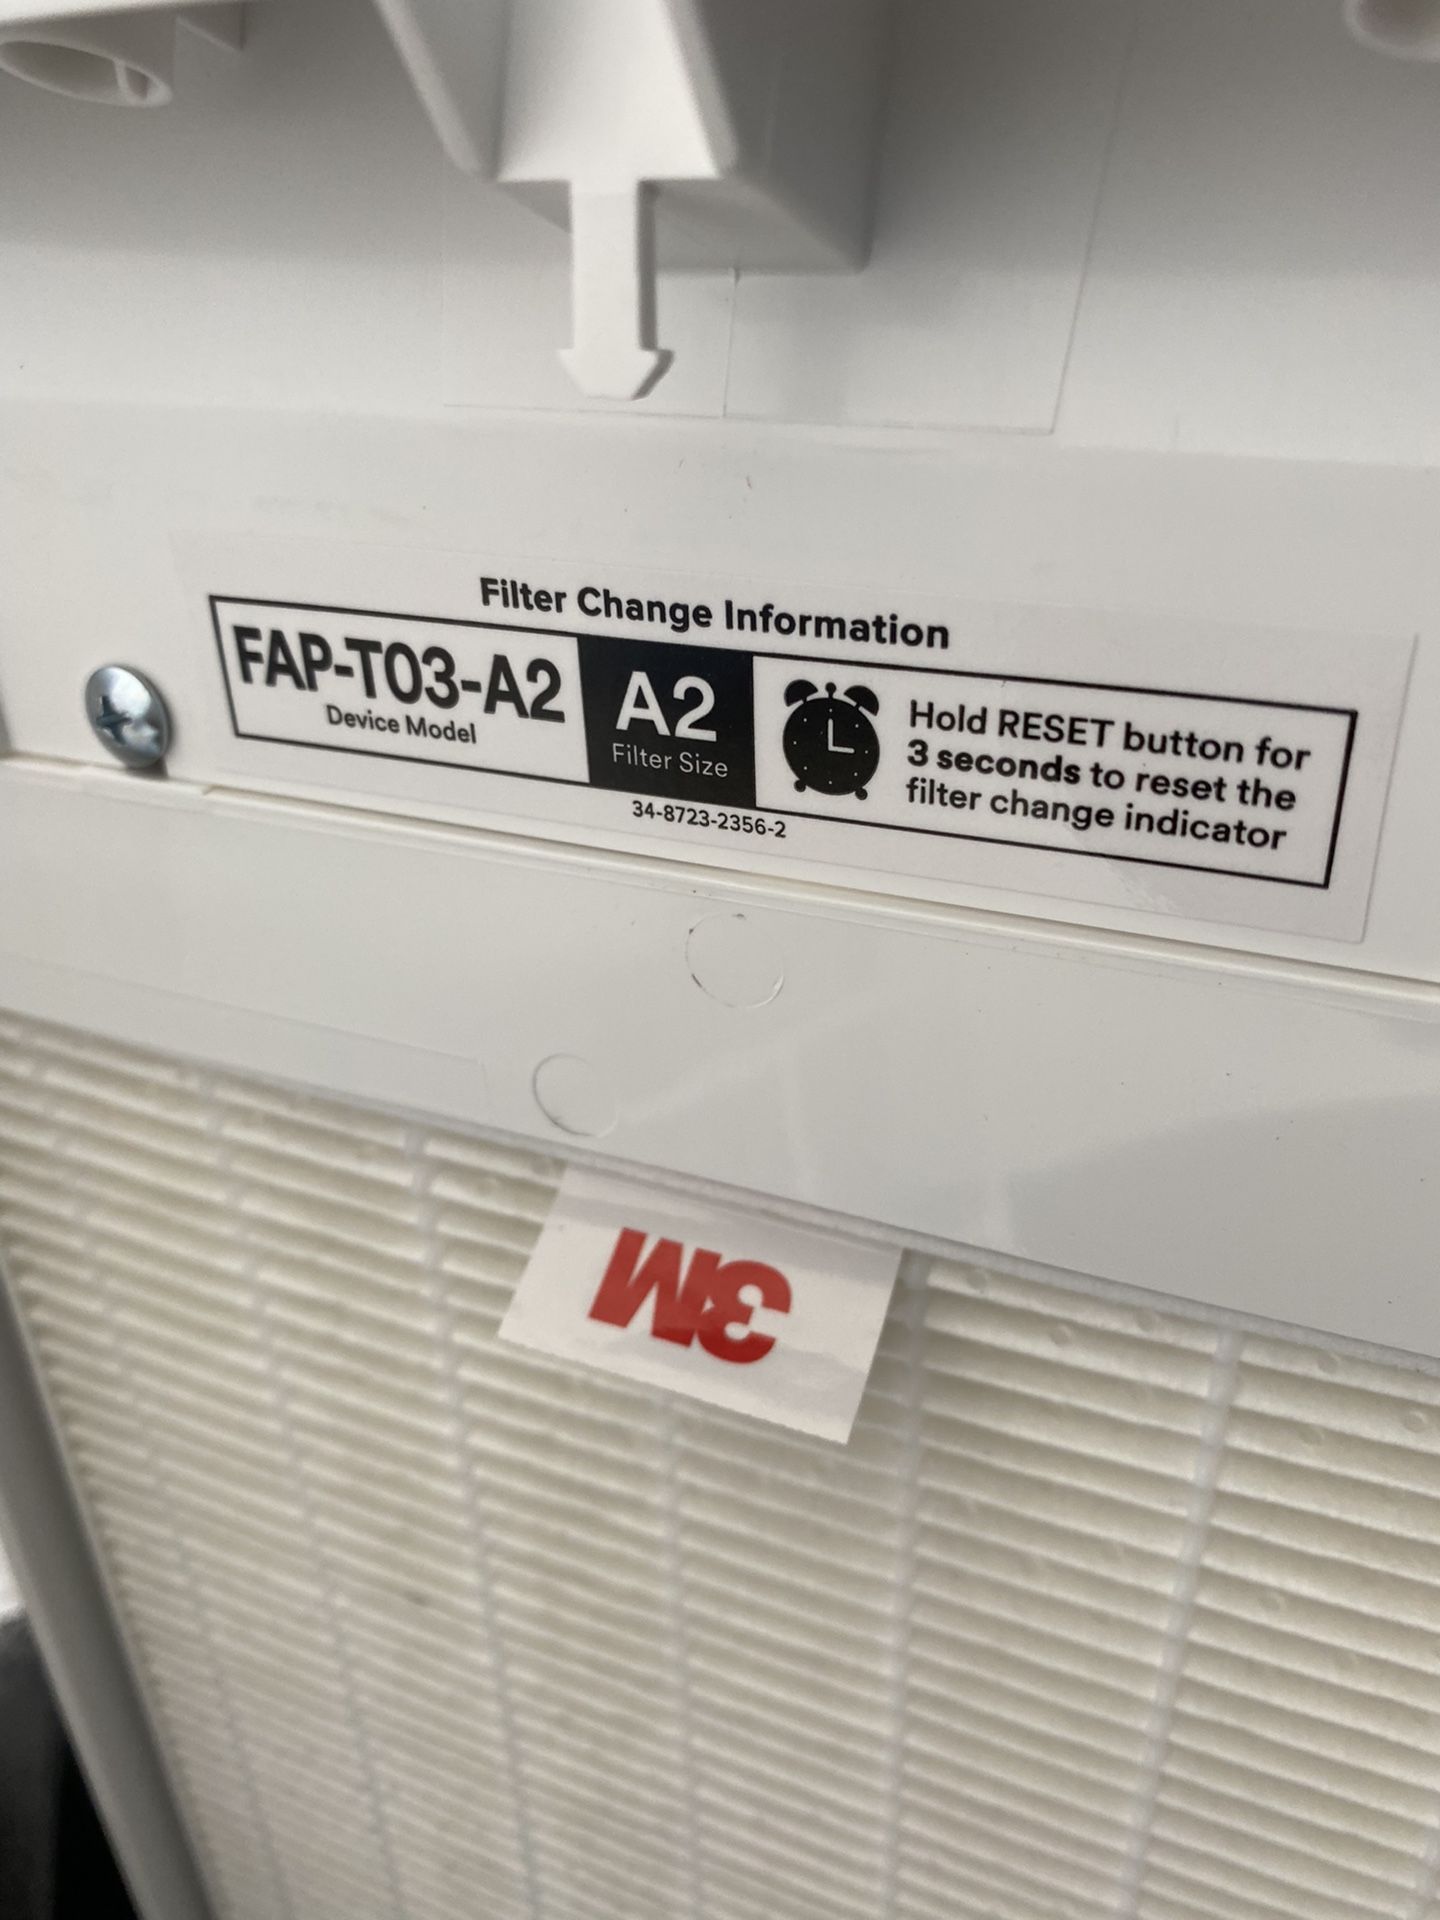 Filter Change Information
FAP-T03-A2
Device Model
A2
Filter Size
Hold RESET button for
3 seconds to reset the
filter change indicator
34-8723-2356-2
3M